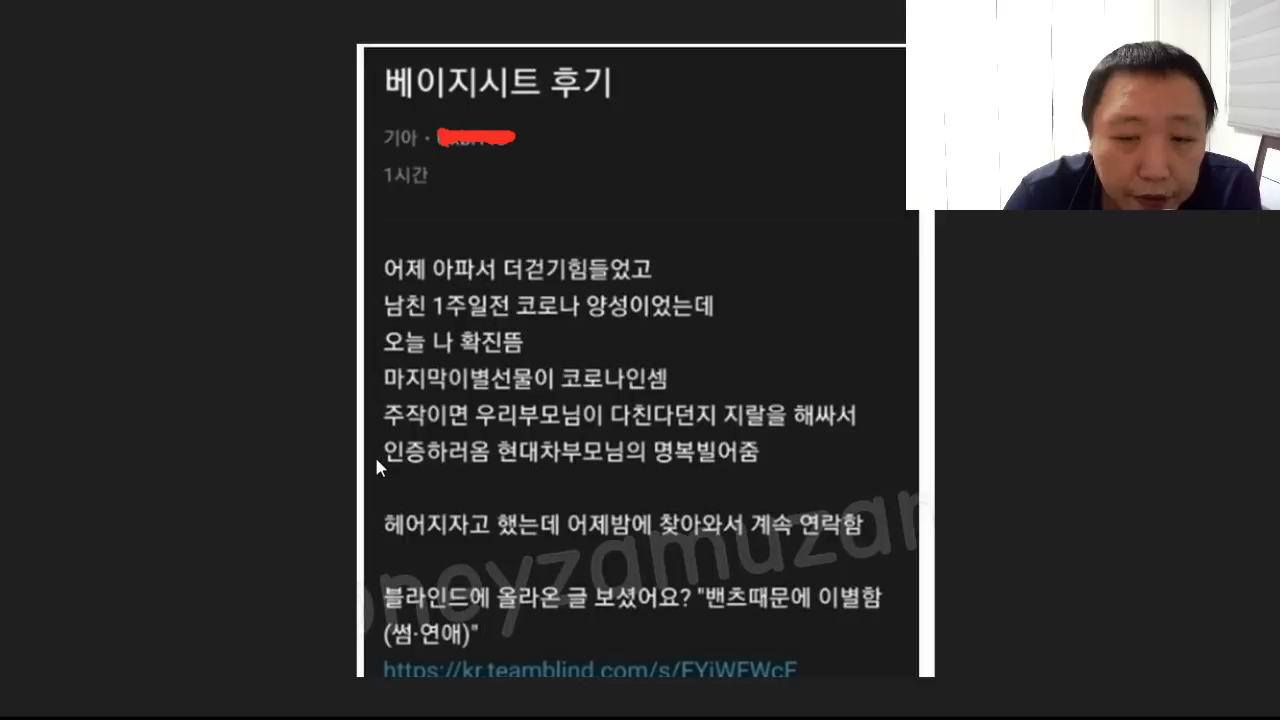 베이지시트 후기
기아 ·
1시간
어제 아파서 더걷기힘들었고
남친 1주일전 코로나 양성이었는데
오늘 나 확진뜸
마지막이별선물이 코로나인셈
주작이면 우리부모님이 다친다던지 지랄을 해싸서
인증하러옴 현대차부모님의 명복빌어줌
헤어지자고 했는데 어제밤에 찾아와서 계속 연락함
블라인드에 올라온 글 보셨어요? "밴츠때문에 이별함
(썸·연애)"